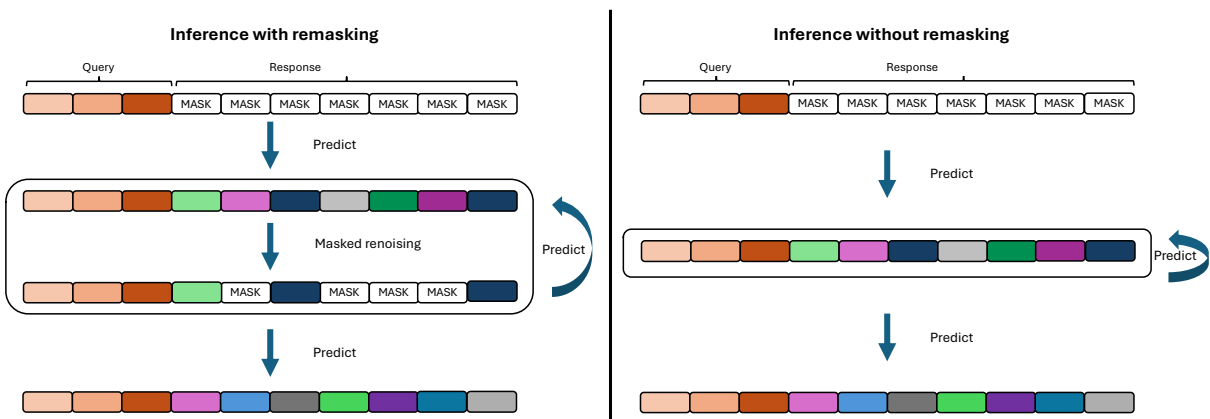 Inference with remasking
Query Response
MASK MASK MASK MASK MASK MASK MASK
Predict
Masked renoising
Predict
MASK MASK MASK MASK
Predict
Inference without remasking
Query Response
MASK MASK MASK MASK MASK MASK MASK
Predict
Predict
Predict